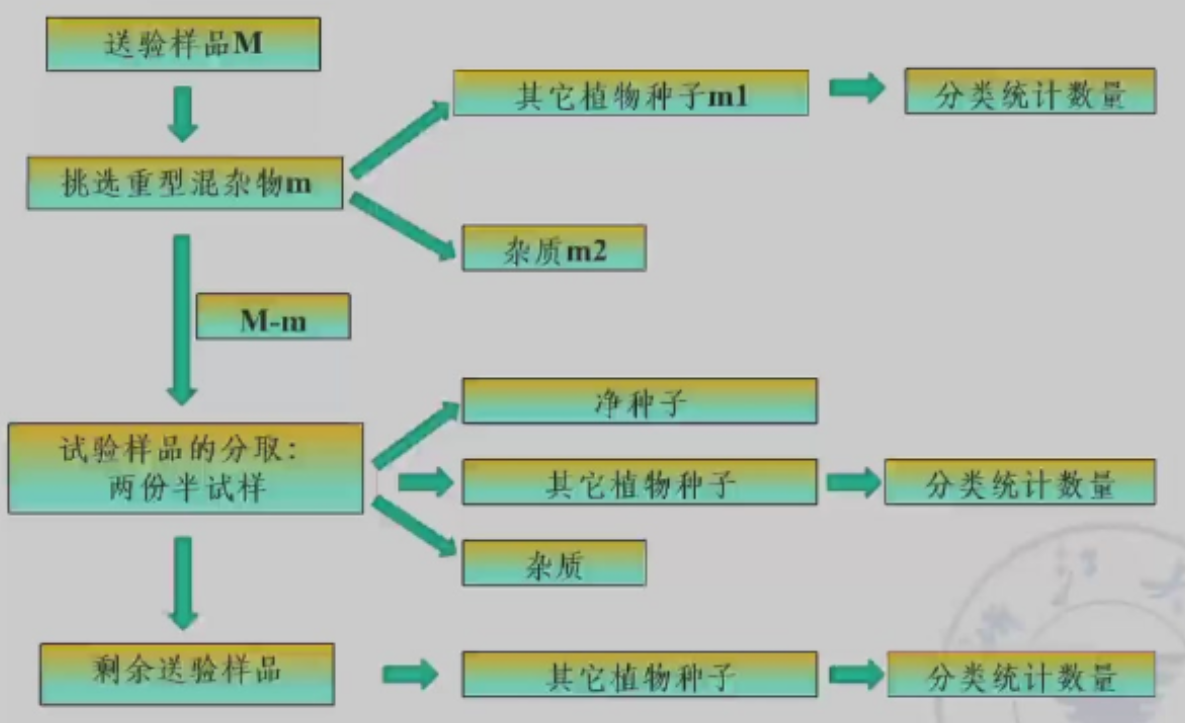 送验样品M
其它植物种子m1
分类统计数量
挑选重型混杂物m
杂质m2
M-m
净种子
试验样品的分取:
两份半试样
其它植物种子
分类统计数量
杂质
剩余送验样品
其它植物种子
分类统计数量